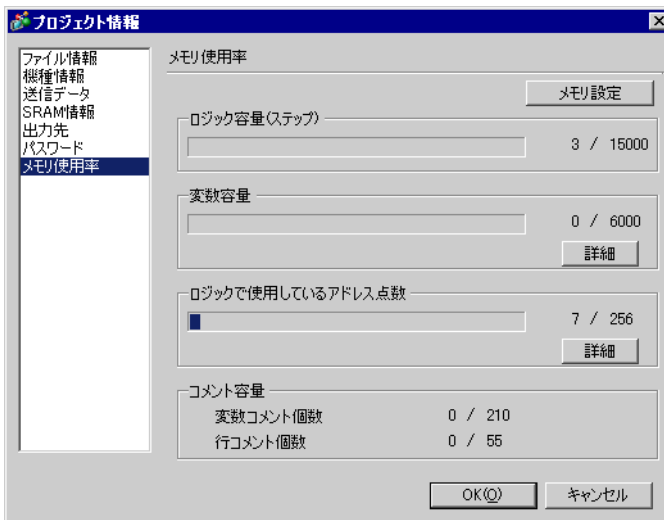 プロジェクト情報
ファイル情報
機種情報
送信データ
SRAM情報
出力先
パスワード
メモリ使用率
メモリ使用率
メモリ設定
ロジック容量(ステップ)
3 / 15000
変数容量
0 / 6000
詳細
ロジックで使用しているアドレス点数
7 / 256
詳細
コメント容量
変数コメント個数 0 / 210
行コメント個数 0 / 55
OK(O) キャンセル